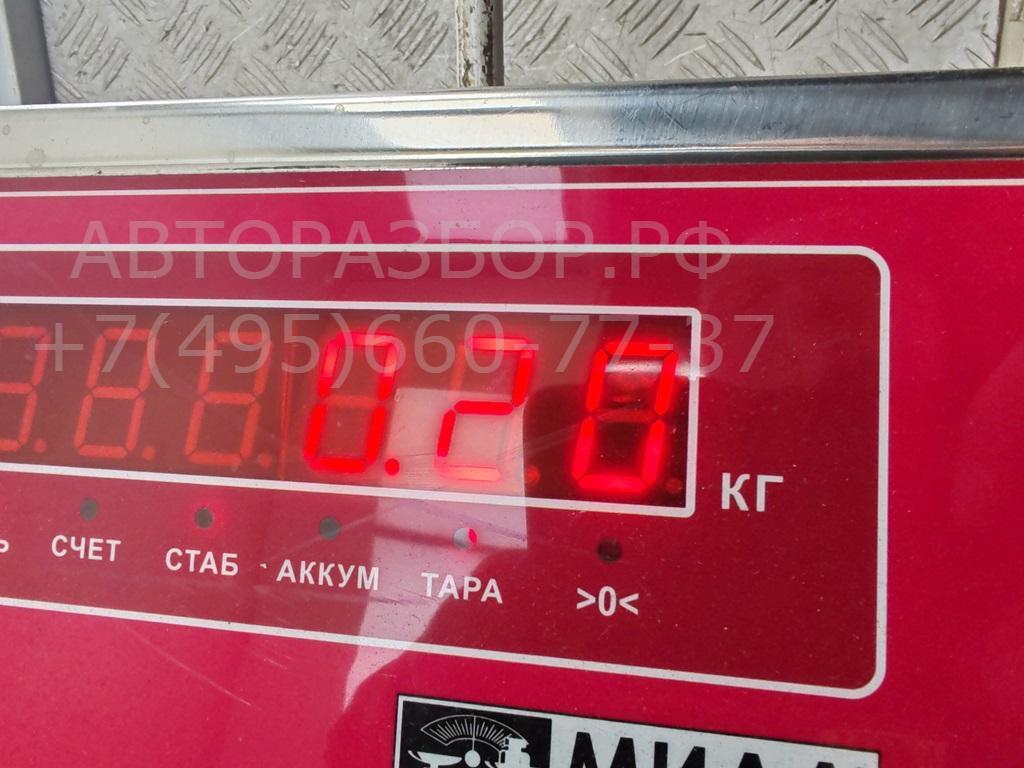 АВТОРАЗБОР.РФ
+7(495)660-77-37
0.20
КГ
СЧЕТ СТАБ АККУМ ТАРА >0<